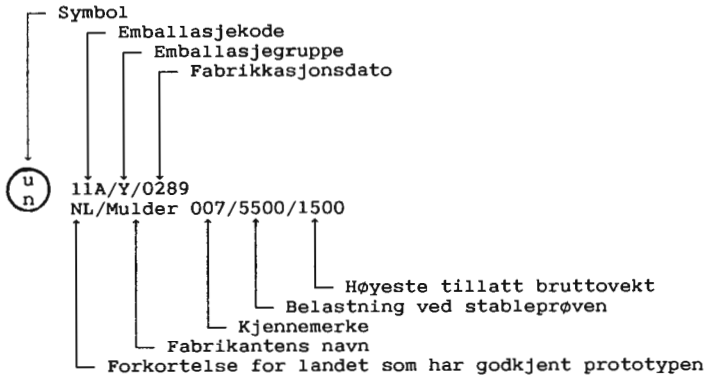 Symbol
Emballasjekode
Emballasjegruppe
Fabrikkasjonsdato
u
n
11A/Y/0289
NL/Mulder 007/5500/1500
Høyeste tillatt bruttovekt
Belastning ved stableprøven
Kjennemerke
Fabrikantens navn
Forkortelse for landet som har godkjent prototypen